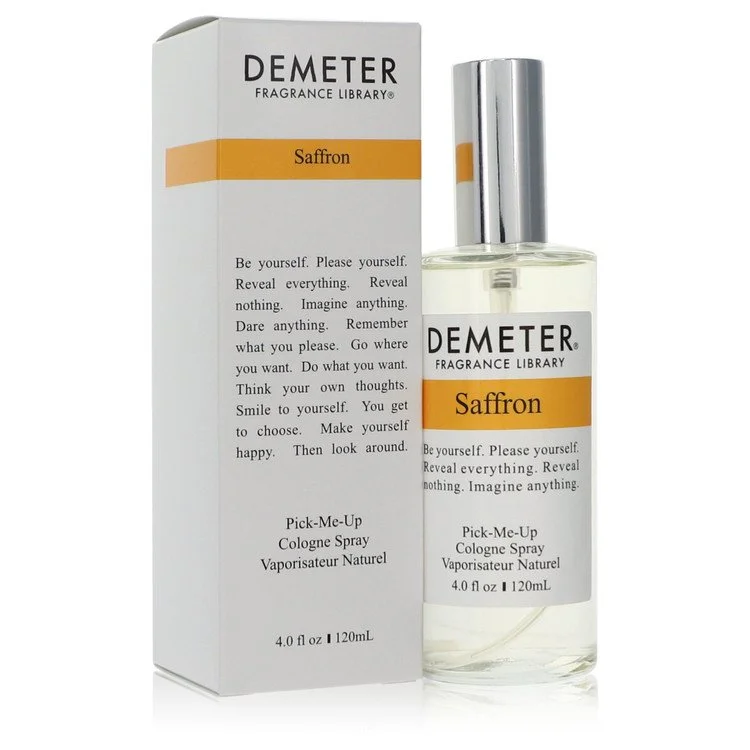 DEMETER
FRAGRANCE LIBRARY®
Saffron
Be yourself. Please yourself.
Reveal everything. Reveal
nothing. Imagine anything.
Dare anything. Remember
what you please. Go where
you want. Do what you want.
Think your own thoughts.
Smile to yourself. You get
to choose. Make yourself
happy. Then look around.
Pick-Me-Up
Cologne Spray
Vaporisateur Naturel
4.0 fl oz ❙ 120mL
DEMETER®
FRAGRANCE LIBRARY
Saffron
Be yourself. Please yourself.
Reveal everything. Reveal
nothing. Imagine anything.
Pick-Me-Up
Cologne Spray
Vaporisateur Naturel
4.0 fl oz ❙ 120mL